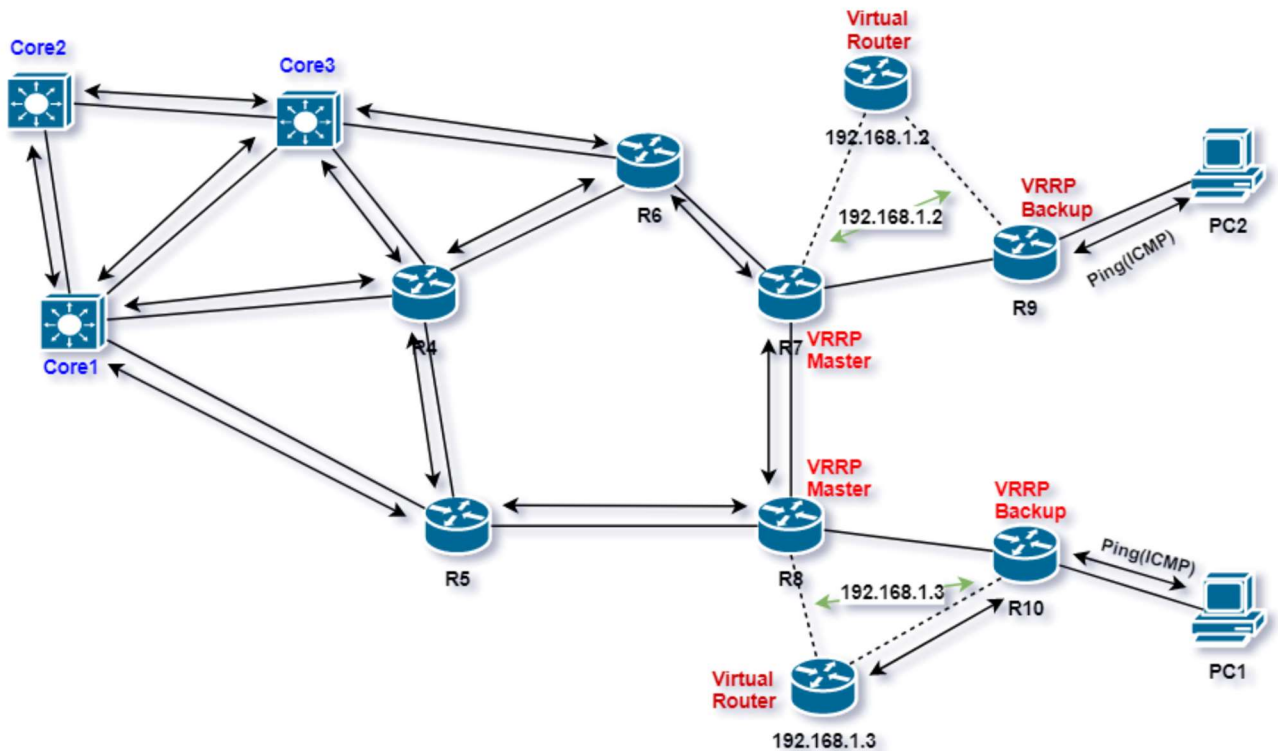 Virtual
Router
Core2
Core3
192.168.1.2
VRRP
Backup
R6
192.168.1.2
PC2
Ping(ICMP)
R9
R4
R7
VRRP
Master
Core1
VRRP
Master
VRRP
Backup
Ping(ICMP)
R5
R8
192.168.1.3
R10
PC1
Virtual
Router
192.168.1.3